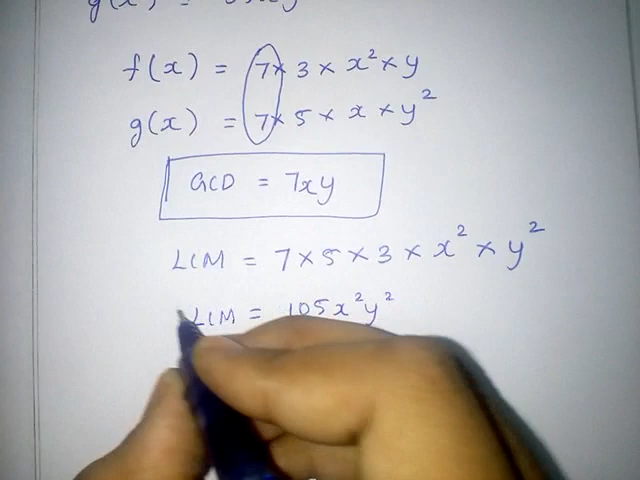 g(x) =
f(x) = 7 × 3 × x² × y
g(x) = 7 × 5 × x × y²
GCD = 7xy
LCM = 7 × 5 × 3 × x² × y²
LCM = 105x²y²